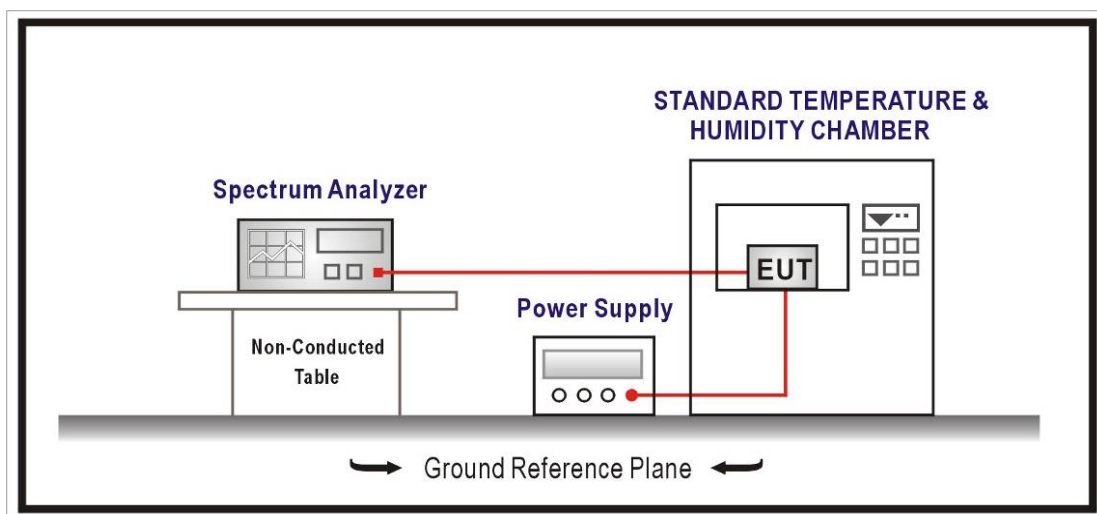 STANDARD TEMPERATURE &
HUMIDITY CHAMBER
Spectrum Analyzer
EUT
Power Supply
Non-Conducted
Table
Ground Reference Plane